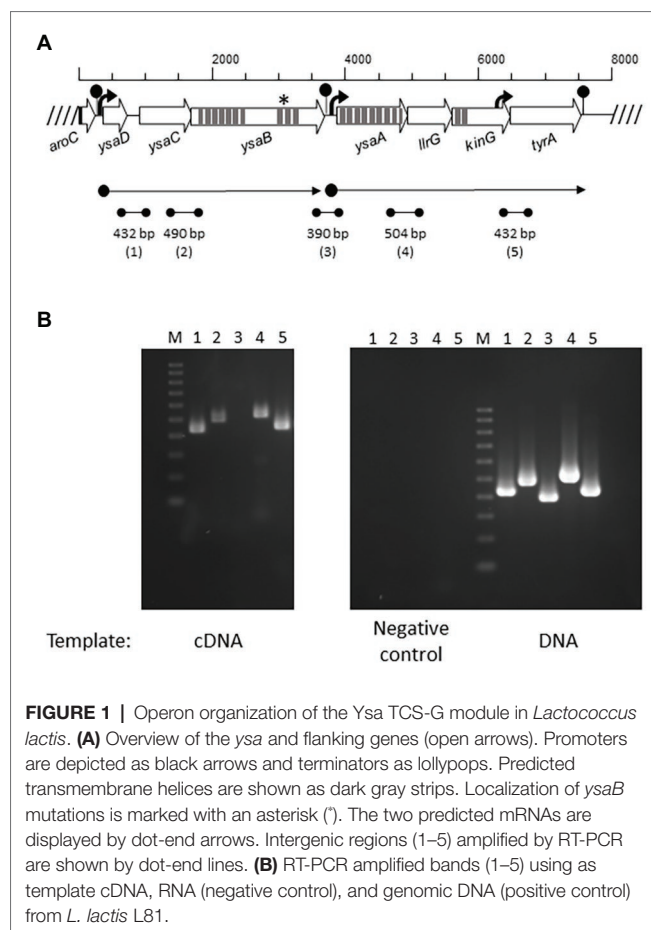 A
2000 4000 6000 8000
*
aroC ysaD ysaC ysaB ysaA llrG kinG tyrA
432 bp 490 bp 390 bp 504 bp 432 bp
(1) (2) (3) (4) (5)
B
M 1 2 3 4 5
1 2 3 4 5 M 1 2 3 4 5
Template: cDNA Negative control DNA
FIGURE 1 | Operon organization of the Ysa TCS-G module in Lactococcus
lactis. (A) Overview of the ysa and flanking genes (open arrows). Promoters
are depicted as black arrows and terminators as lollypops. Predicted
transmembrane helices are shown as dark gray strips. Localization of ysaB
mutations is marked with an asterisk (*). The two predicted mRNAs are
displayed by dot-end arrows. Intergenic regions (1–5) amplified by RT-PCR
are shown by dot-end lines. (B) RT-PCR amplified bands (1–5) using as
template cDNA, RNA (negative control), and genomic DNA (positive control)
from L. lactis L81.